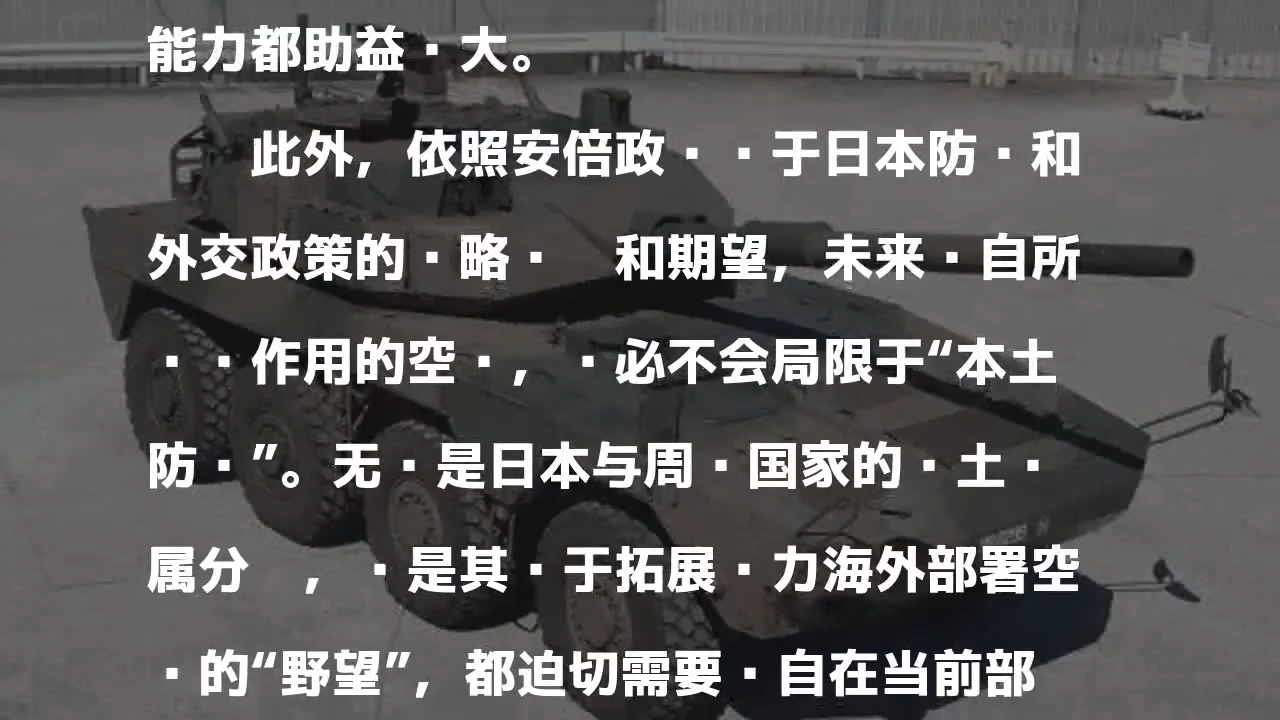 能力都助益·大。
此外，依照安倍政··于日本防·和
外交政策的·略·　和期望，未来·自所
··作用的空·，·必不会局限于“本土
防·”。无·是日本与周·国家的·土·
属分　，·是其·于拓展·力海外部署空
·的“野望”，都迫切需要·自在当前部